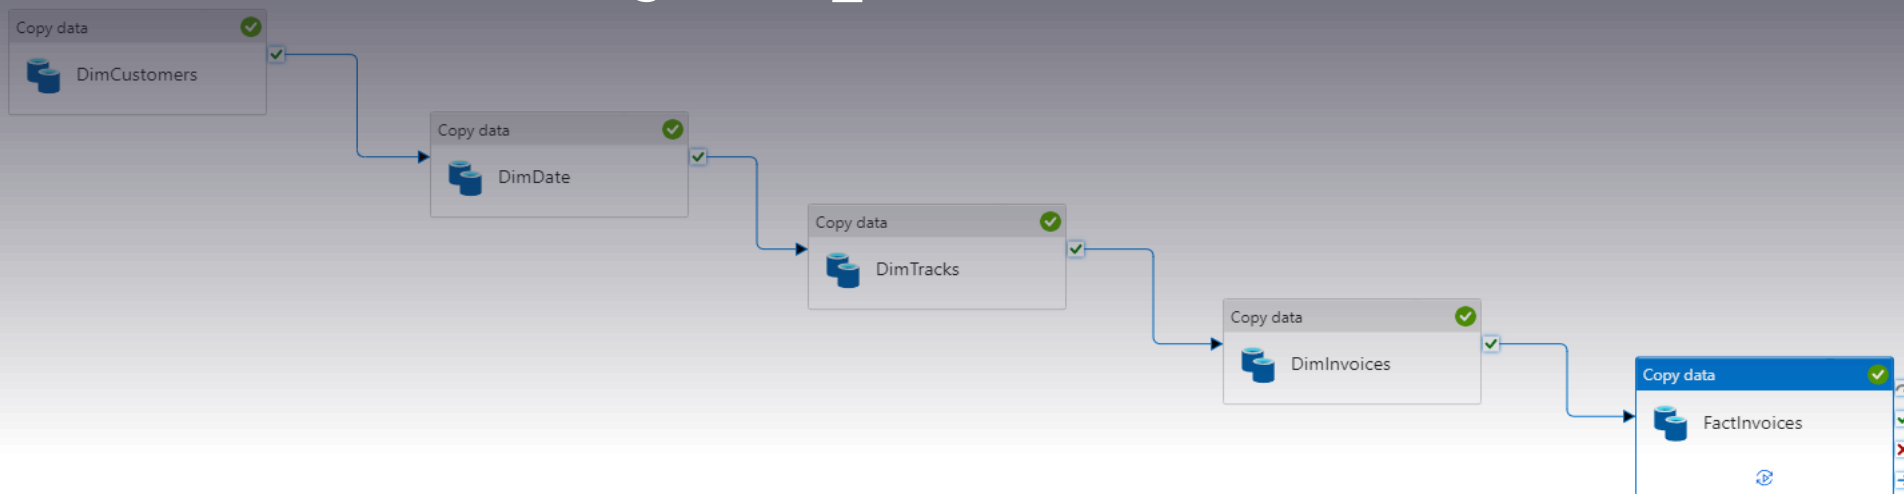 Copy data
DimCustomers
Copy data
DimDate
Copy data
DimTracks
Copy data
DimInvoices
Copy data
FactInvoices